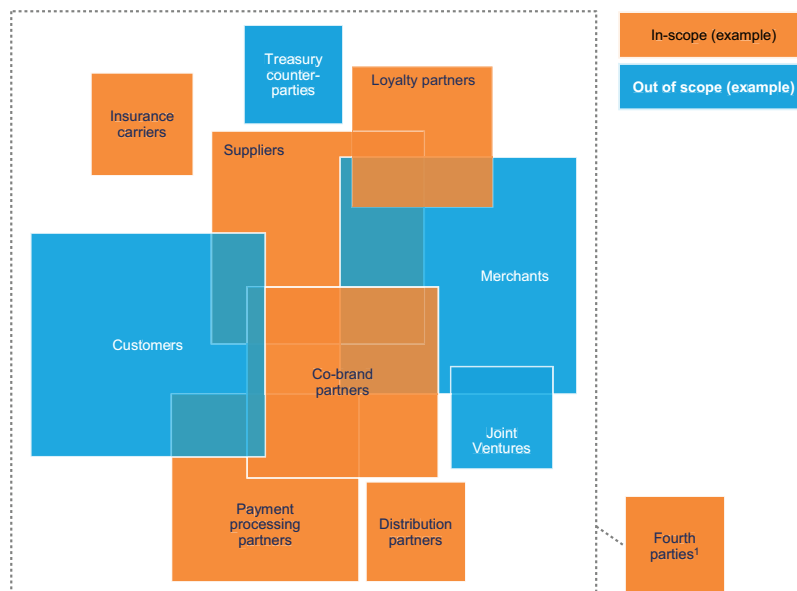 In-scope (example)
Treasury
counter-
parties
Loyalty partners
Out of scope (example)
Insurance
carriers
Suppliers
Merchants
Customers
Co-brand
partners
Joint
Ventures
Payment
processing
partners
Distribution
partners
Fourth
parties¹